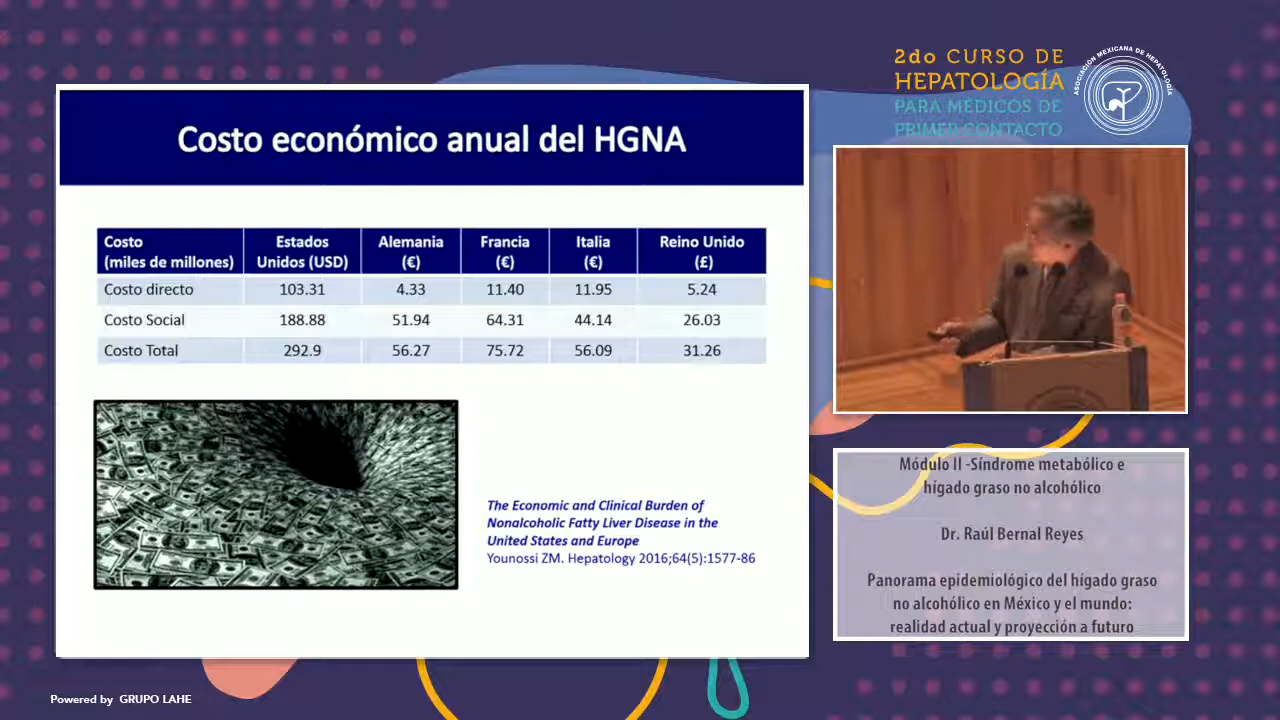 2do CURSO DE
HEPATOLOGÍA
PARA MÉDICOS DE
PRIMER CONTACTO
ASOCIACIÓN MEXICANA DE HEPATOLOGÍA
Costo económico anual del HGNA
Costo (miles de millones) Estados Unidos (USD) Alemania (€) Francia (€) Italia (€) Reino Unido (£)
Costo directo 103.31 4.33 11.40 11.95 5.24
Costo Social 188.88 51.94 64.31 44.14 26.03
Costo Total 292.9 56.27 75.72 56.09 31.26
The Economic and Clinical Burden of
Nonalcoholic Fatty Liver Disease in the
United States and Europe
Younossi ZM. Hepatology 2016;64(5):1577-86
Módulo II -Síndrome metabólico e
hígado graso no alcohólico
Dr. Raúl Bernal Reyes
Panorama epidemiológico del hígado graso
no alcohólico en México y el mundo:
realidad actual y proyección a futuro
Powered by GRUPO LAHE